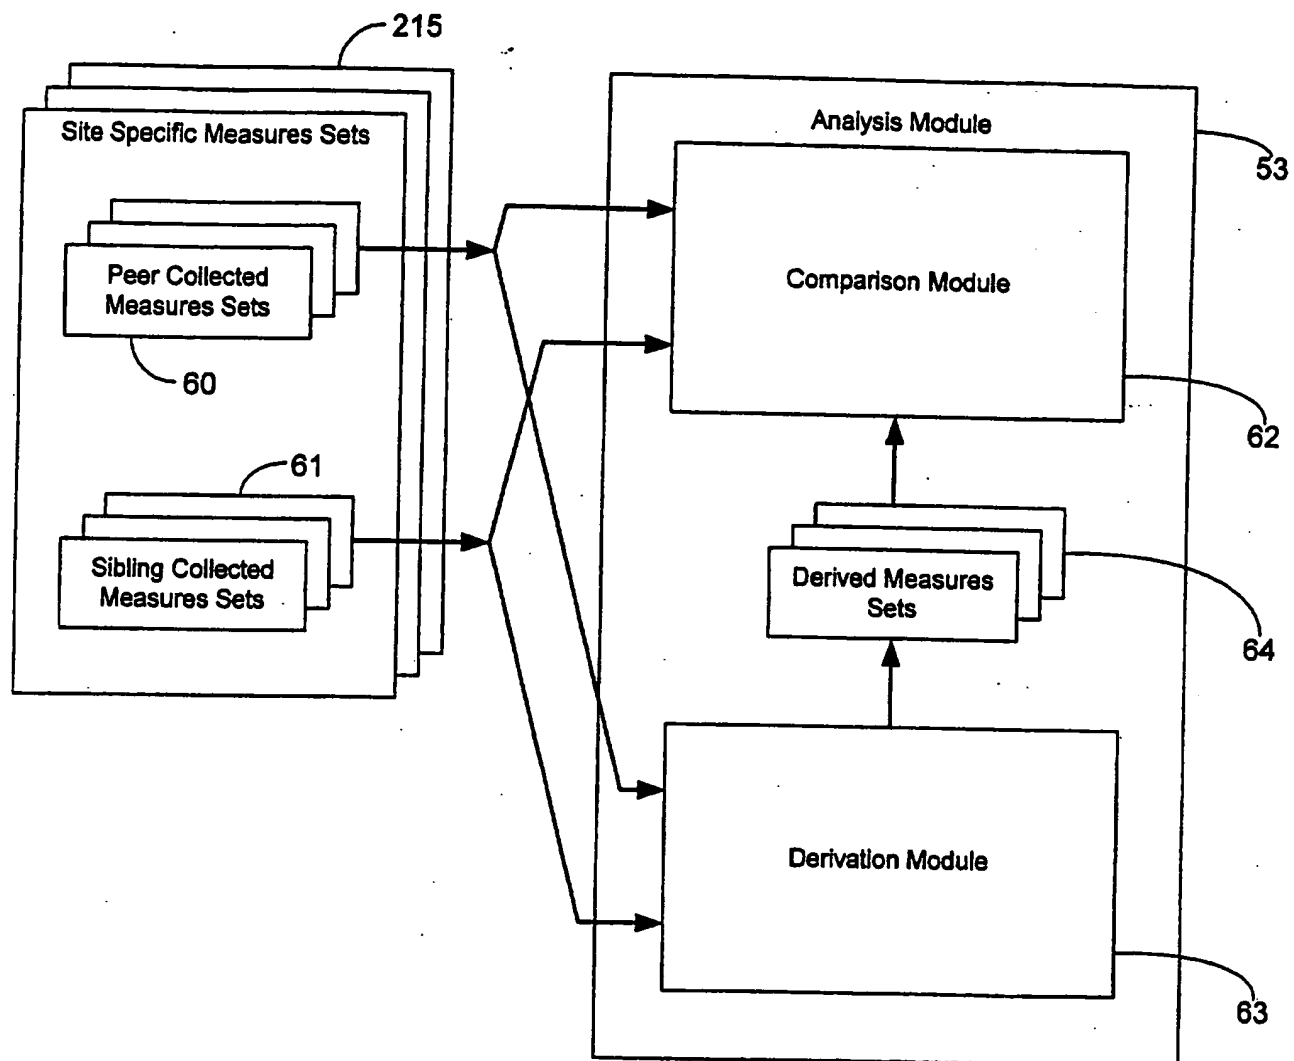 215
Site Specific Measures Sets
Peer Collected
Measures Sets
60
61
Sibling Collected
Measures Sets
Analysis Module
53
Comparison Module
62
Derived Measures
Sets
64
Derivation Module
63